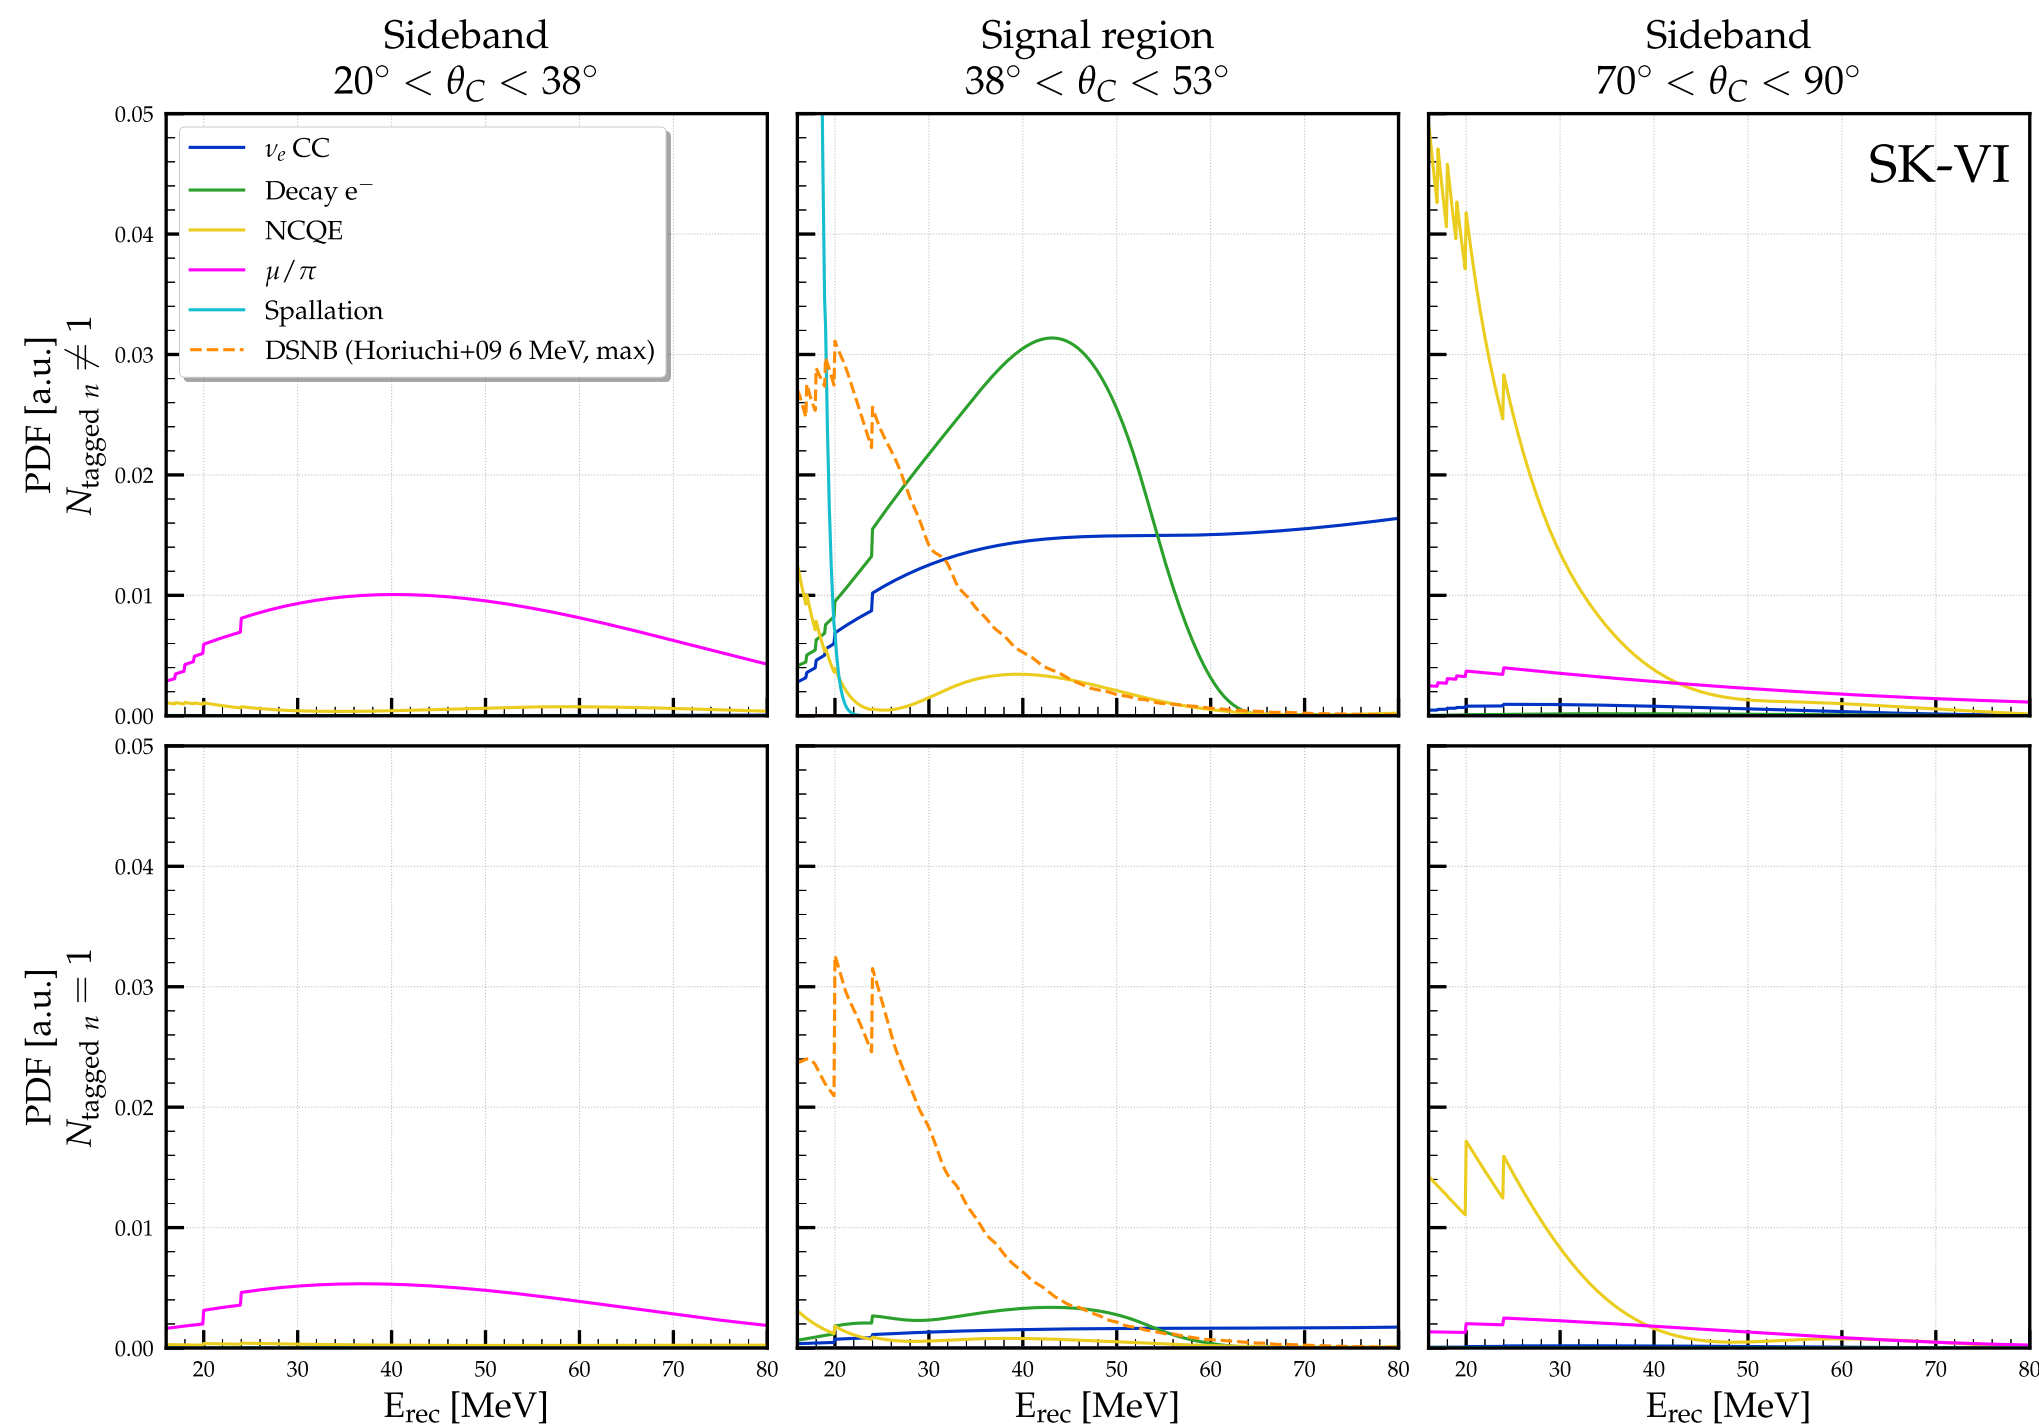 Sideband
20° < θ_C < 38°
Signal region
38° < θ_C < 53°
Sideband
70° < θ_C < 90°
PDF [a.u.]
N_tagged n ≠ 1
0.05
0.04
0.03
0.02
0.01
0.00
ν_e CC
Decay e⁻
NCQE
μ/π
Spallation
DSNB (Horiuchi+09 6 MeV, max)
SK-VI
PDF [a.u.]
N_tagged n = 1
0.05
0.04
0.03
0.02
0.01
0.00
20 30 40 50 60 70 80
20 30 40 50 60 70 80
20 30 40 50 60 70 80
E_rec [MeV]
E_rec [MeV]
E_rec [MeV]